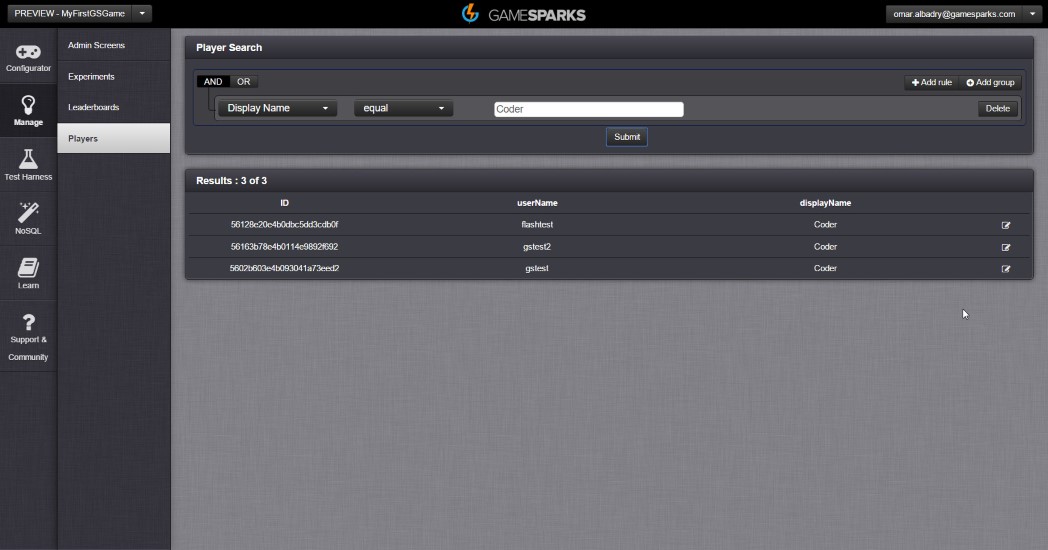 PREVIEW - MyFirstGSGame
GAMESPARKS
omar.albadry@gamesparks.com
Configurator
Manage
Test Harness
NoSQL
Learn
Support &
Community
Admin Screens
Experiments
Leaderboards
Players
Player Search
AND OR
Add rule Add group
Display Name equal Coder Delete
Submit
Results : 3 of 3
ID userName displayName
56128e20e4b0dbc5dd3cdb0f flashtest Coder
56163b78e4b0114e9892f692 gstest2 Coder
5602b603e4b093041a73eed2 gstest Coder